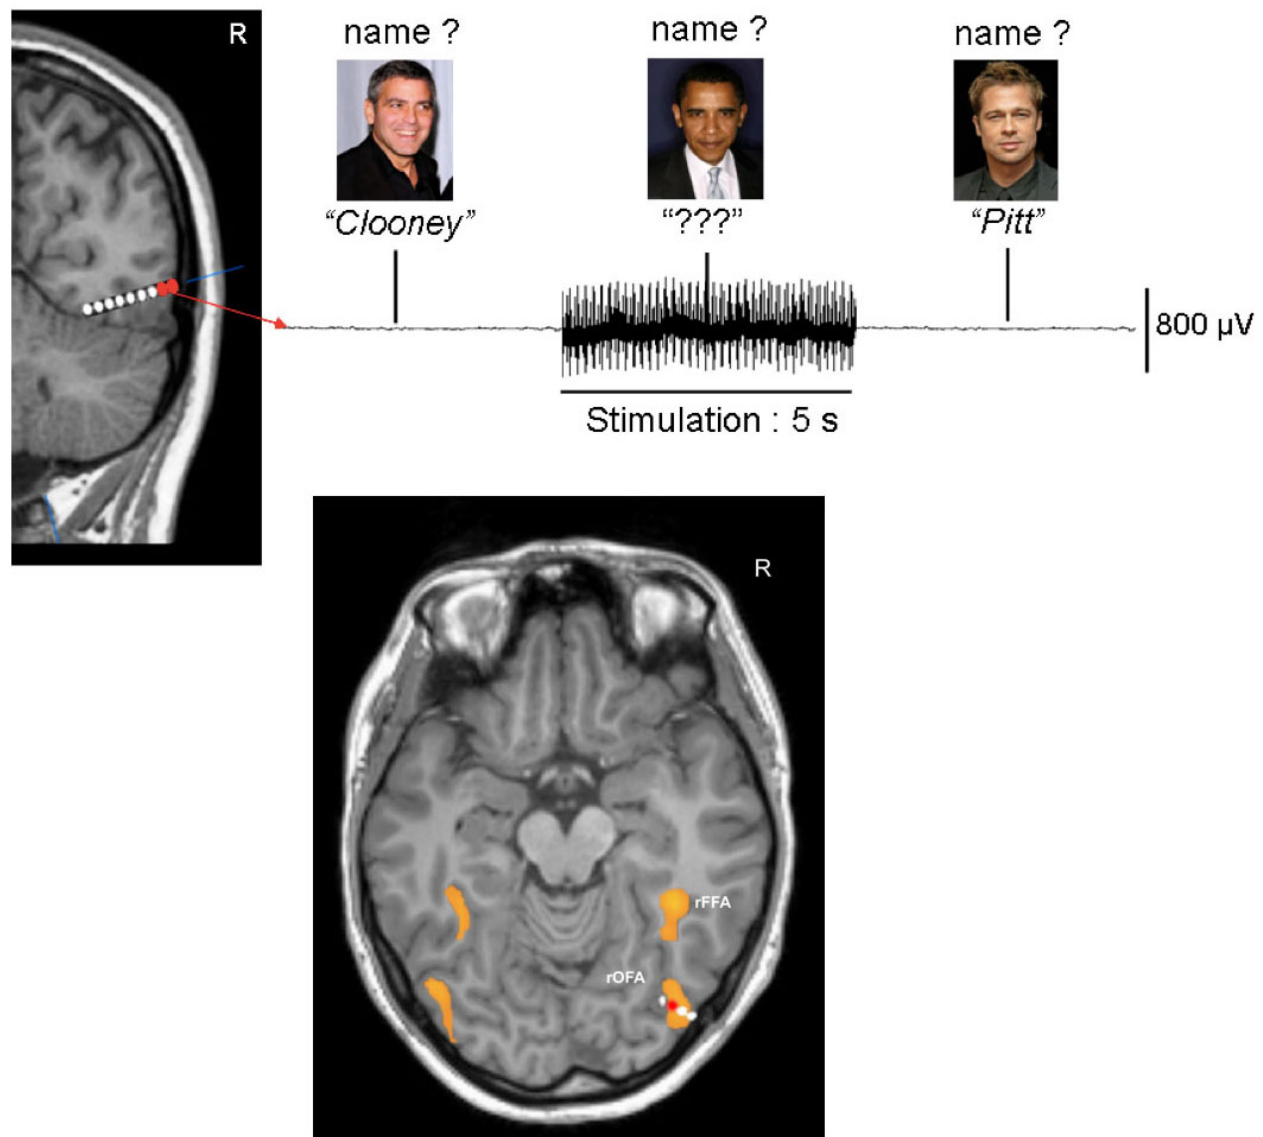 R
name ?
name ?
name ?
“Clooney”
“???”
“Pitt”
800 µV
Stimulation : 5 s
R
rFFA
rOFA